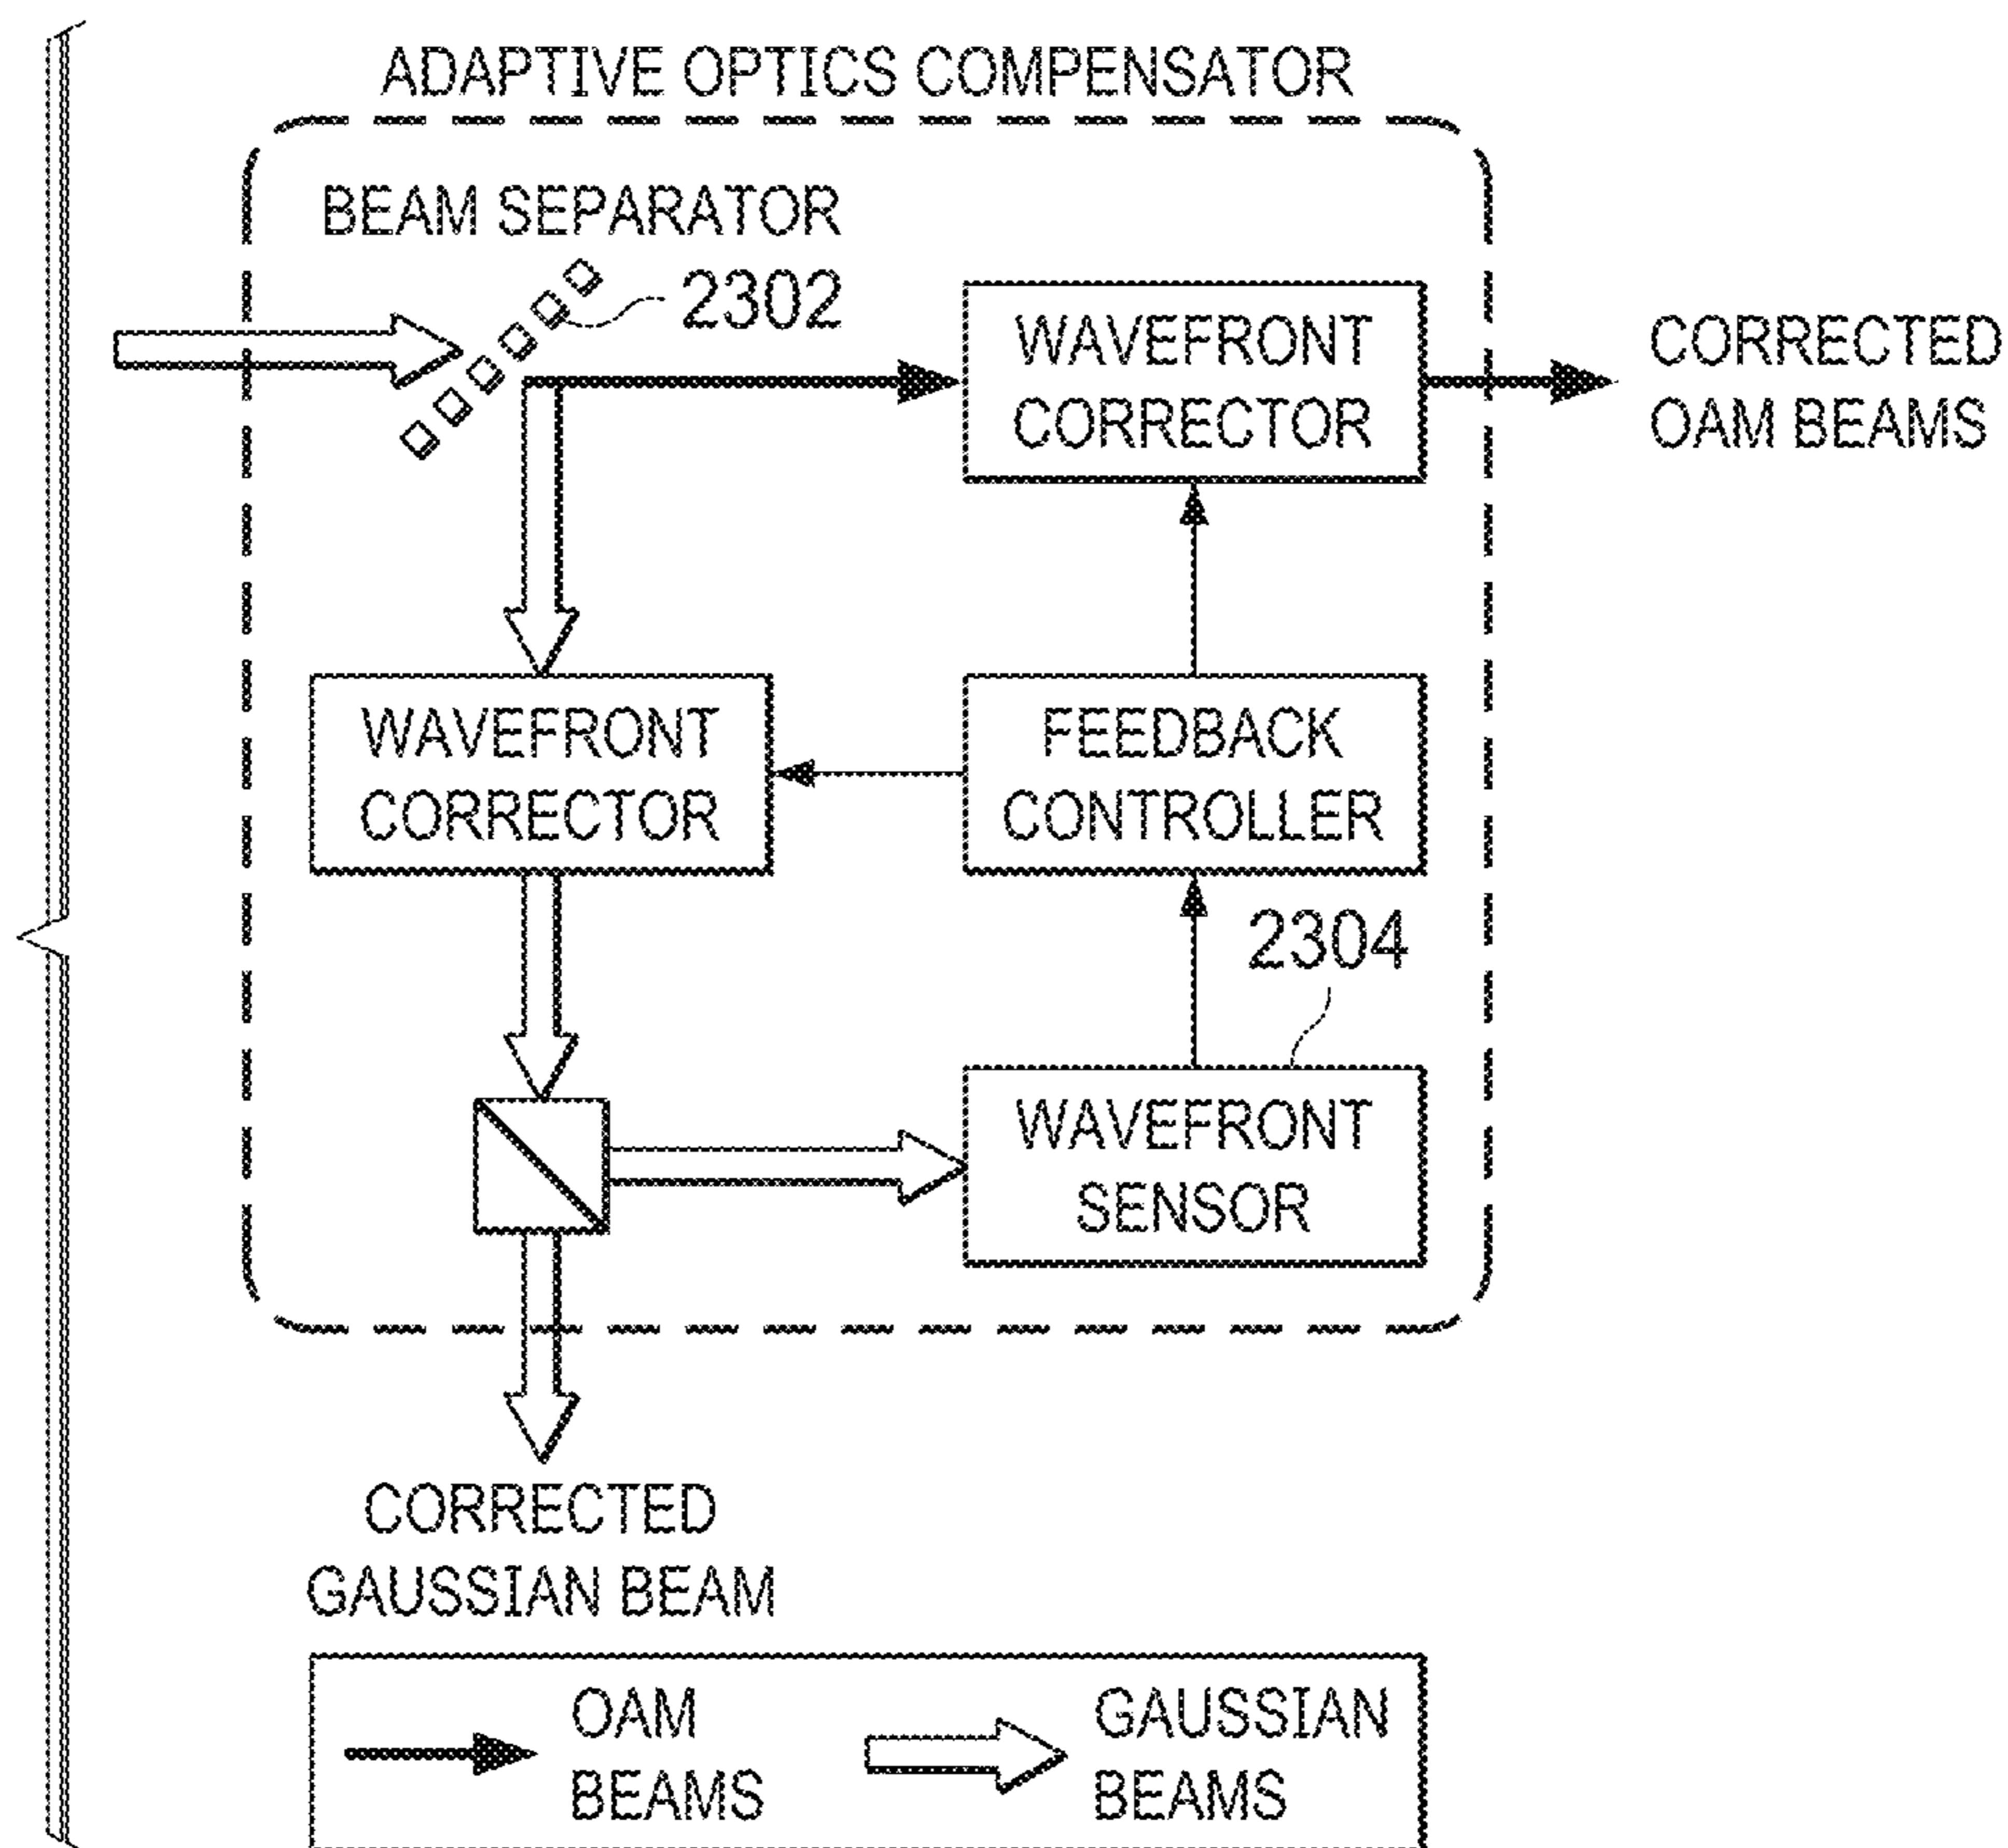 ADAPTIVE OPTICS COMPENSATOR
BEAM SEPARATOR
2302
WAVEFRONT
CORRECTOR
CORRECTED
OAM BEAMS
WAVEFRONT
CORRECTOR
FEEDBACK
CONTROLLER
2304
WAVEFRONT
SENSOR
CORRECTED
GAUSSIAN BEAM
OAM
BEAMS
GAUSSIAN
BEAMS